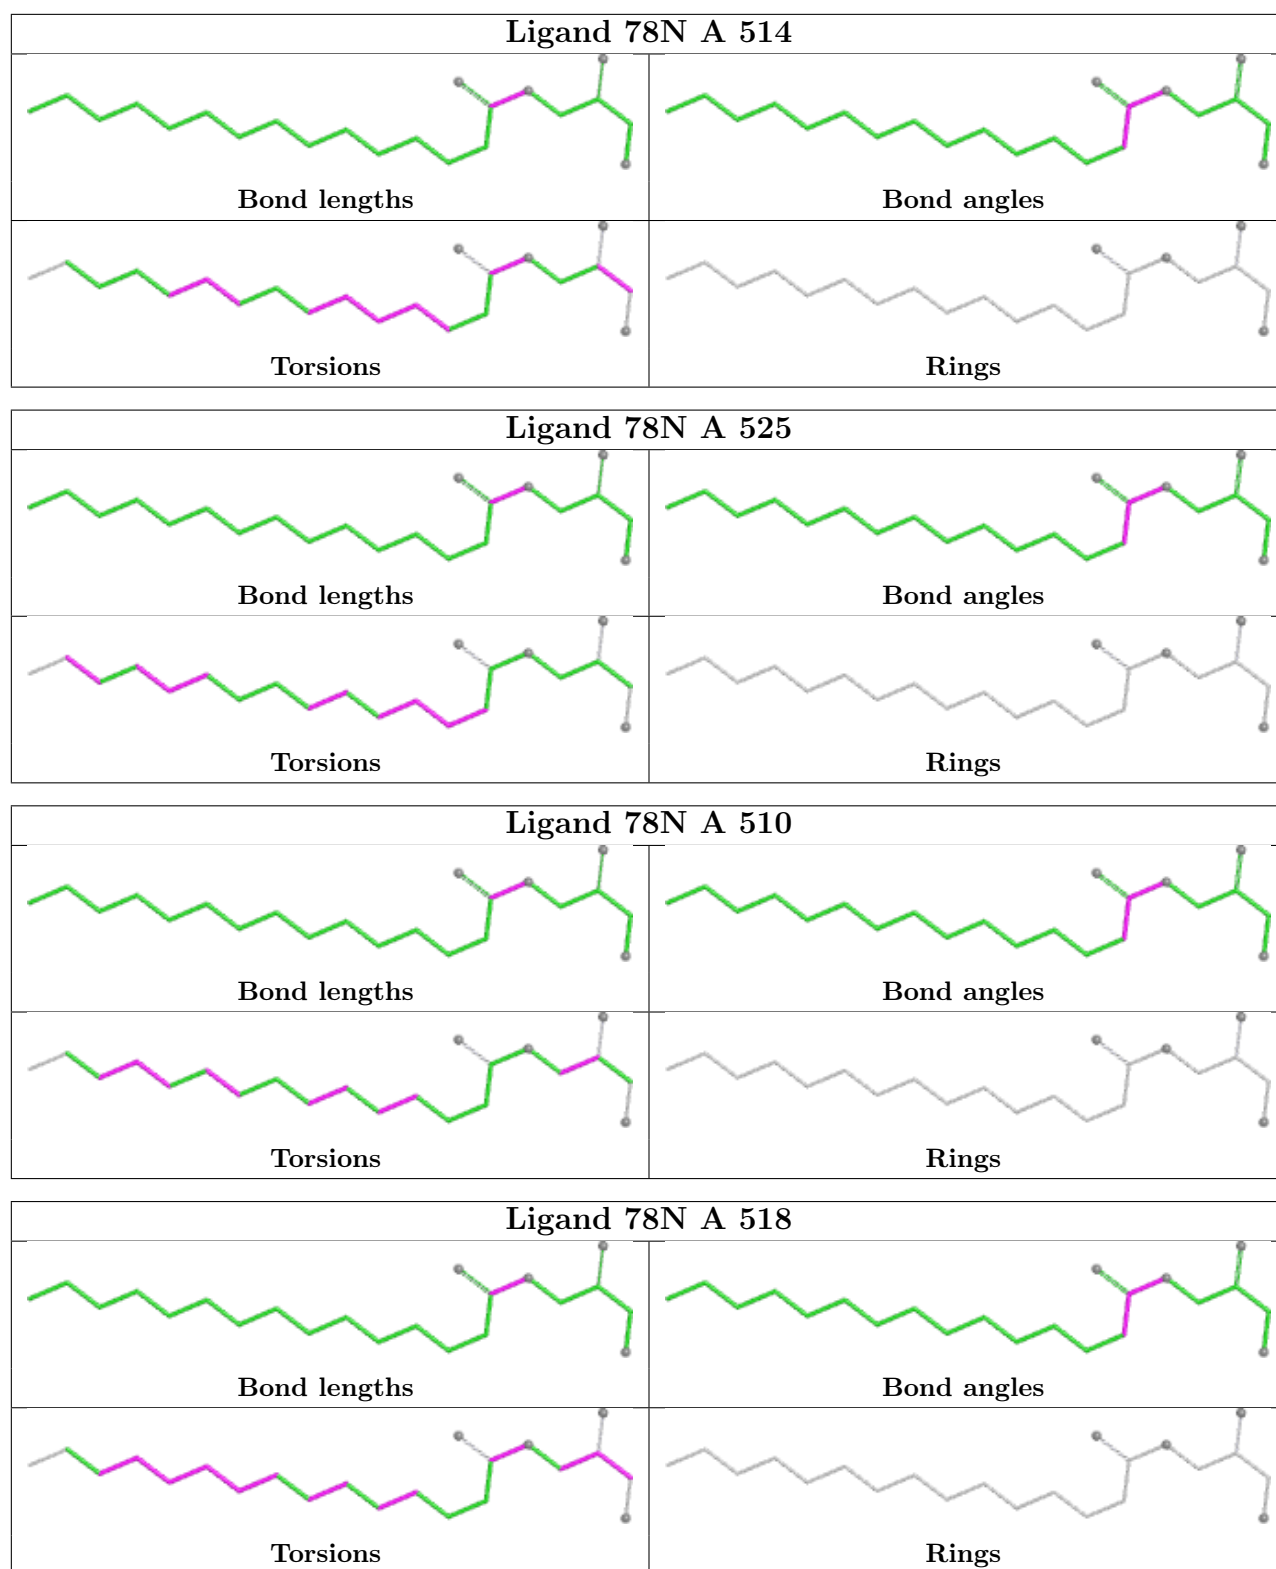 Ligand 78N A 514
Bond lengths Bond angles
Torsions Rings
Ligand 78N A 525
Bond lengths Bond angles
Torsions Rings
Ligand 78N A 510
Bond lengths Bond angles
Torsions Rings
Ligand 78N A 518
Bond lengths Bond angles
Torsions Rings